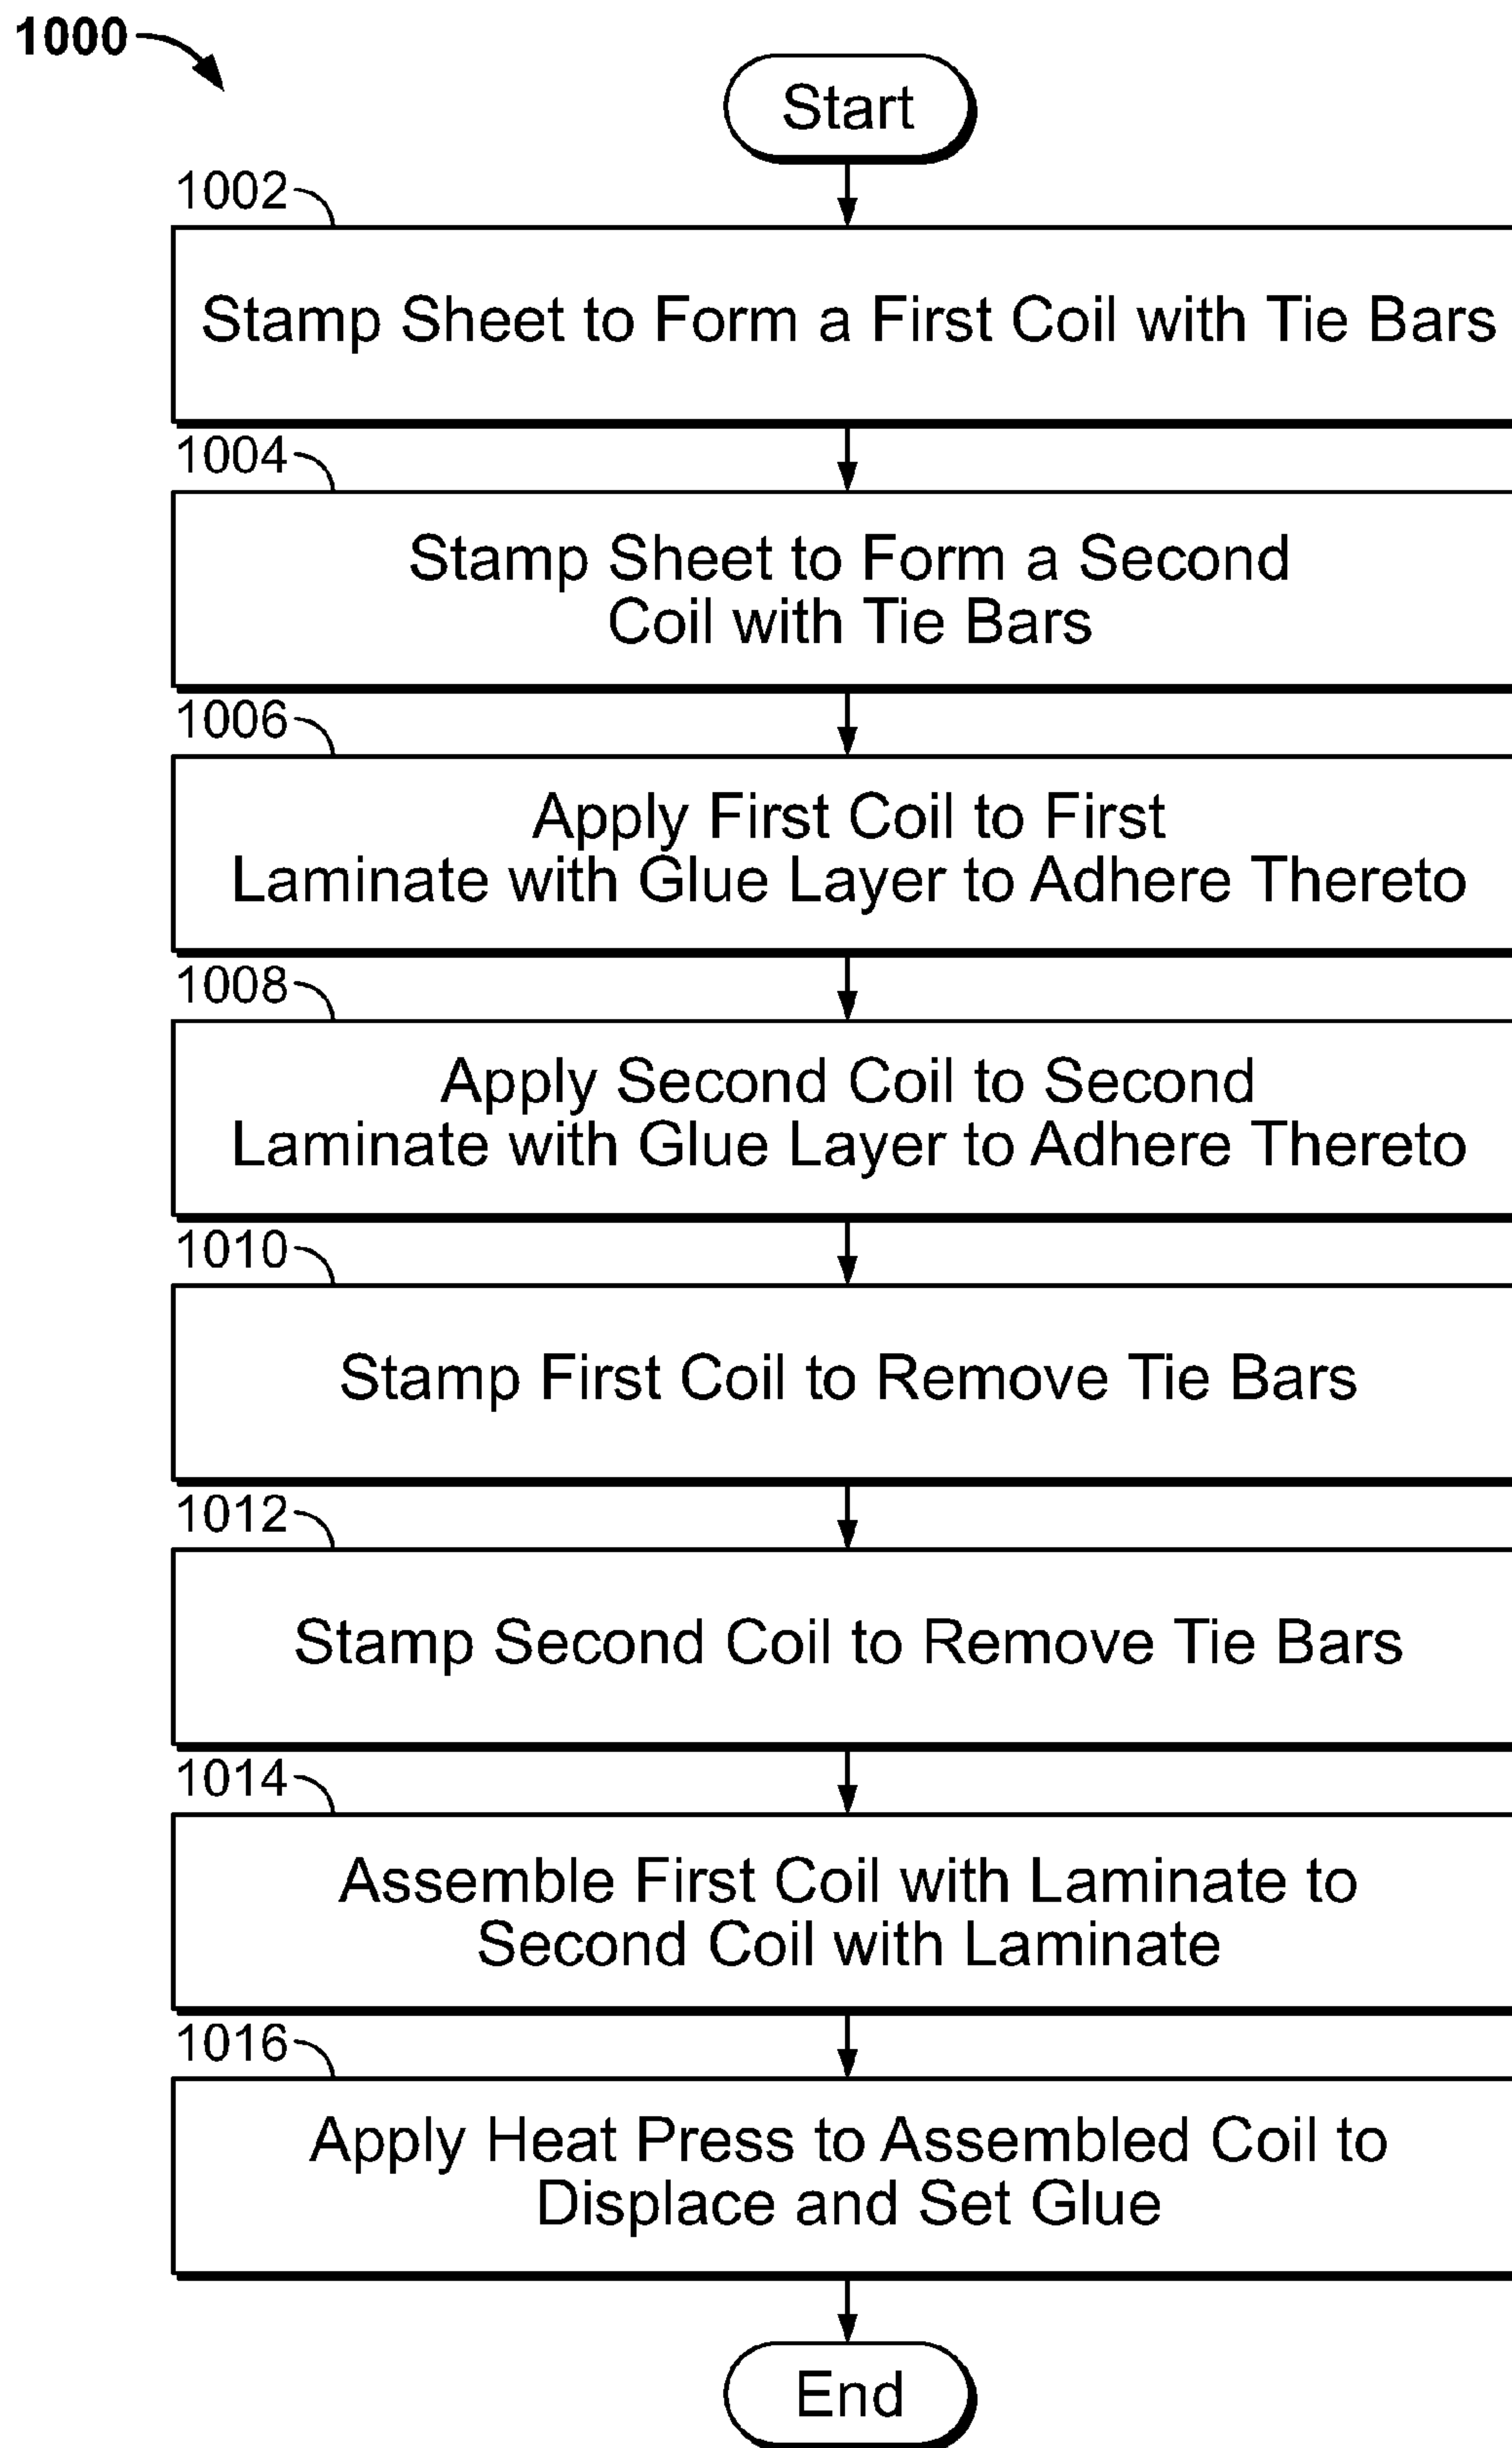 1000
Start
1002
Stamp Sheet to Form a First Coil with Tie Bars
1004
Stamp Sheet to Form a Second
Coil with Tie Bars
1006
Apply First Coil to First
Laminate with Glue Layer to Adhere Thereto
1008
Apply Second Coil to Second
Laminate with Glue Layer to Adhere Thereto
1010
Stamp First Coil to Remove Tie Bars
1012
Stamp Second Coil to Remove Tie Bars
1014
Assemble First Coil with Laminate to
Second Coil with Laminate
1016
Apply Heat Press to Assembled Coil to
Displace and Set Glue
End